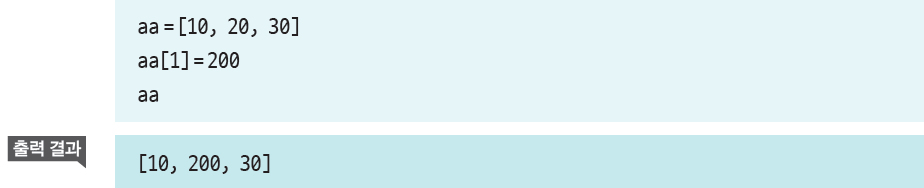 aa=[10, 20, 30]
aa[1]=200
aa
출력 결과
[10, 200, 30]